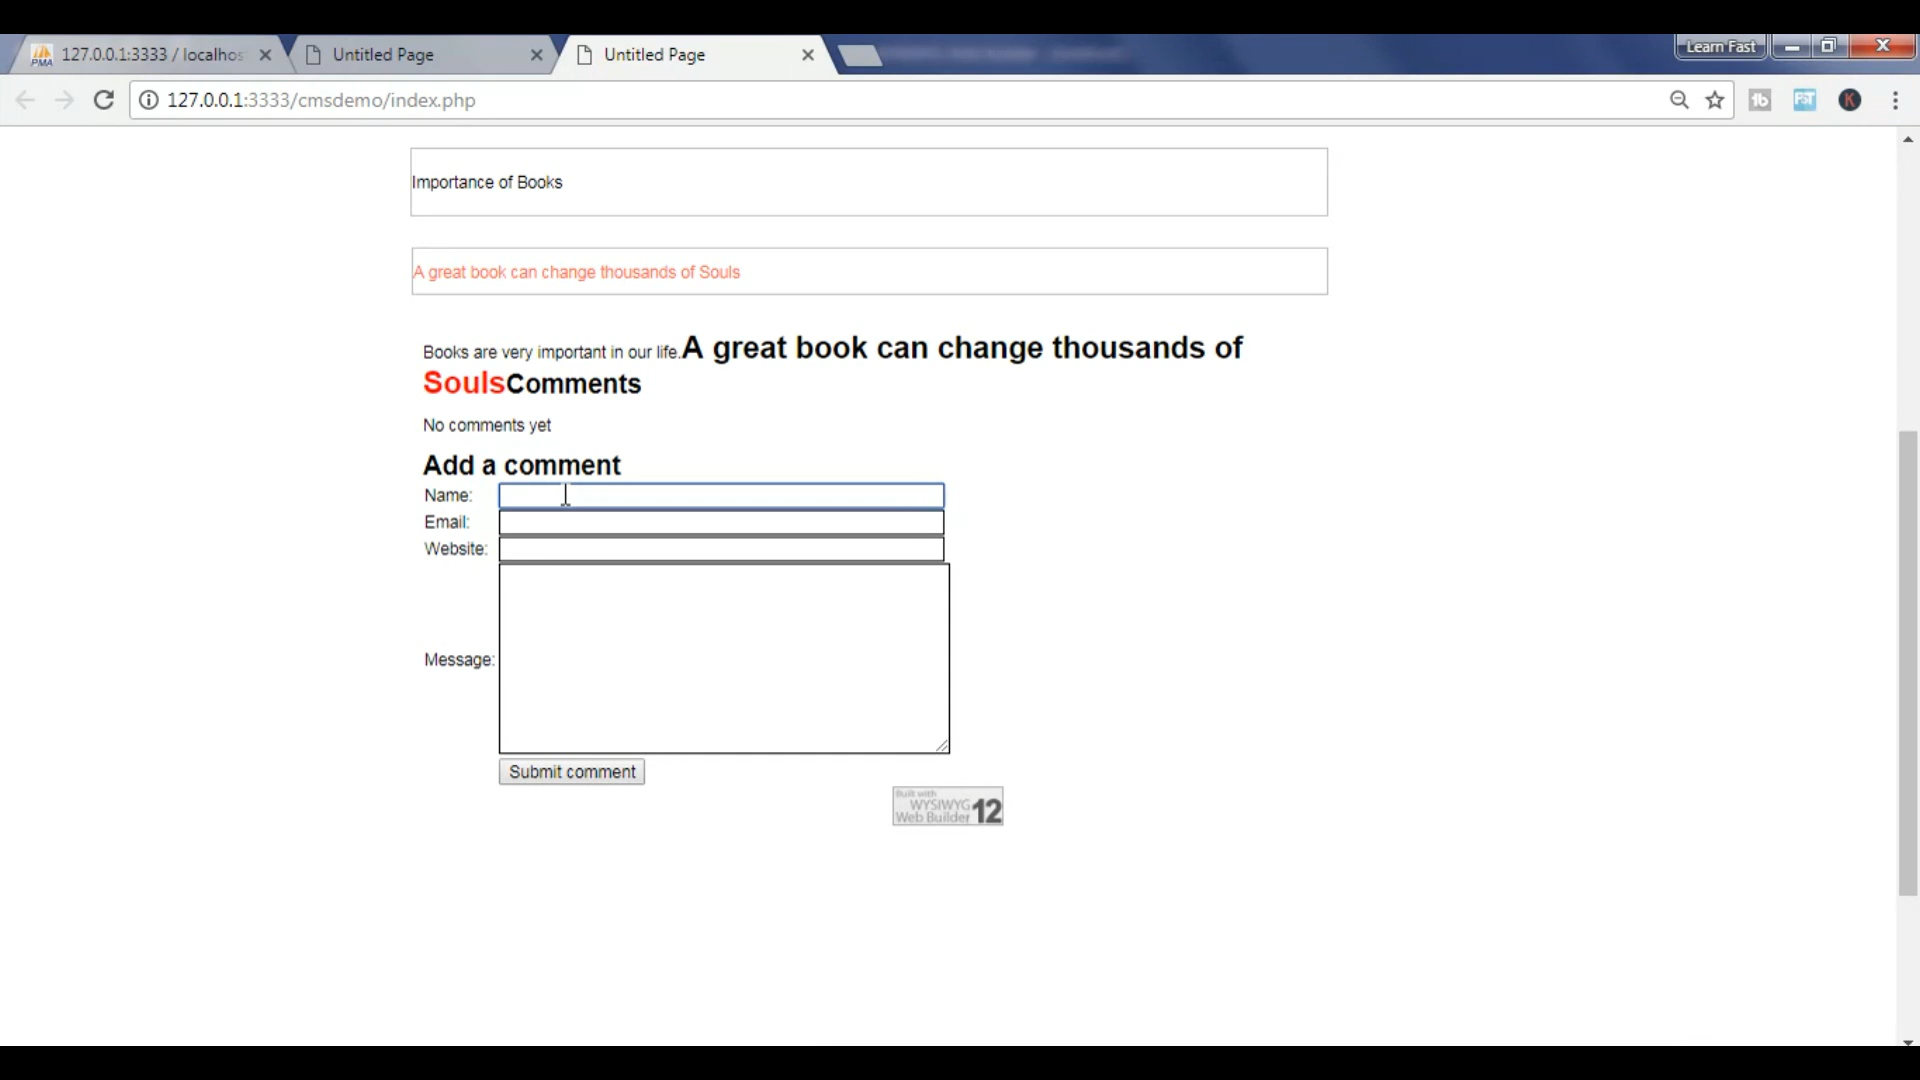 127.0.0.1:3333 / localhos
Untitled Page
Untitled Page
Learn Fast
127.0.0.1:3333/cmsdemo/index.php
Importance of Books
A great book can change thousands of Souls
Books are very important in our life.A great book can change thousands of
SoulsComments
No comments yet
Add a comment
Name:
Email:
Website:
Message:
Submit comment
Built with
WYSIWYG
Web Builder 12